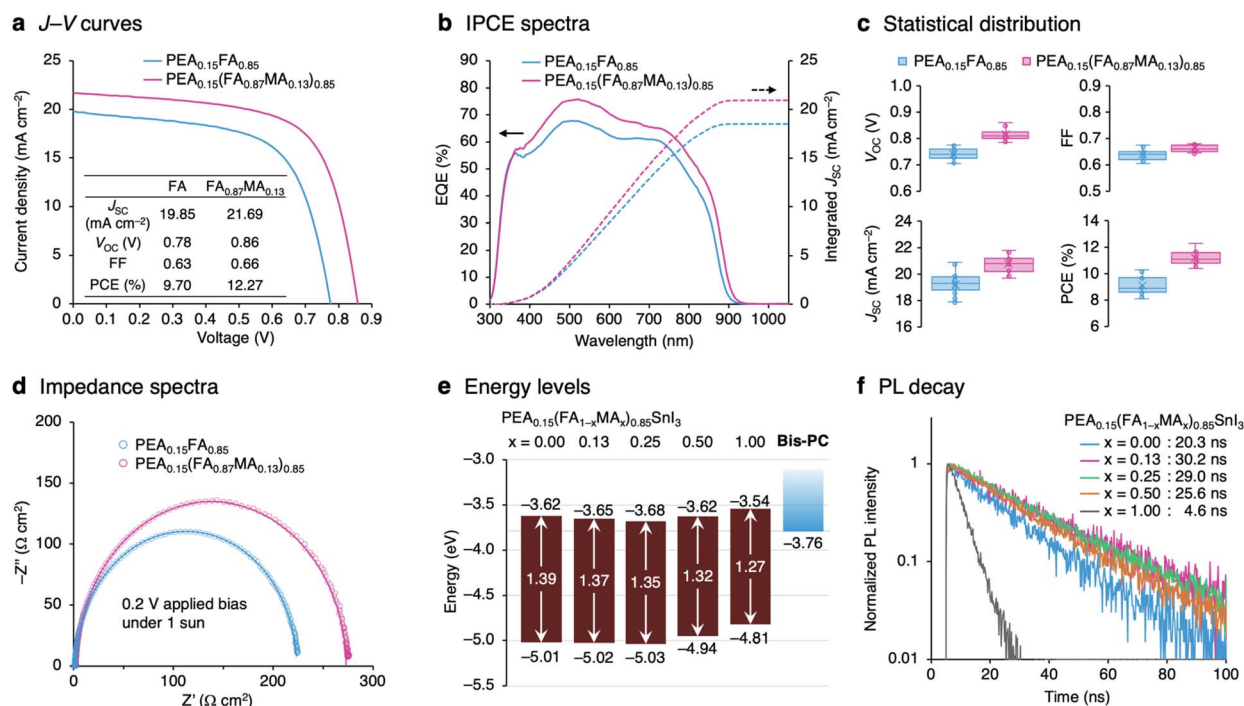 a J–V curves
25
20
15
10
5
0
Current density (mA cm–2)
PEA0.15FA0.85
PEA0.15(FA0.87MA0.13)0.85
FA FA0.87MA0.13
JSC (mA cm–2) 19.85 21.69
VOC (V) 0.78 0.86
FF 0.63 0.66
PCE (%) 9.70 12.27
0.0 0.1 0.2 0.3 0.4 0.5 0.6 0.7 0.8 0.9
Voltage (V)
b IPCE spectra
90
80
70
60
50
40
30
20
10
0
EQE (%)
PEA0.15FA0.85
PEA0.15(FA0.87MA0.13)0.85
25
20
15
10
5
0
Integrated JSC (mA cm–2)
300 400 500 600 700 800 900 1000
Wavelength (nm)
c Statistical distribution
PEA0.15FA0.85 PEA0.15(FA0.87MA0.13)0.85
1.0
0.9
0.8
0.7
0.6
VOC (V)
0.9
0.8
0.7
0.6
0.5
FF
24
22
20
18
16
JSC (mA cm–2)
14
12
10
8
6
PCE (%)
d Impedance spectra
200
150
100
50
0
–Z″(Ω cm2)
PEA0.15FA0.85
PEA0.15(FA0.87MA0.13)0.85
0.2 V applied bias
under 1 sun
0 100 200 300
Z′ (Ω cm2)
e Energy levels
PEA0.15(FA1–xMAx)0.85SnI3
x = 0.00 0.13 0.25 0.50 1.00 Bis-PC
–3.0
–3.5
–4.0
–4.5
–5.0
–5.5
Energy (eV)
–3.62 –3.65 –3.68 –3.62 –3.54
–3.76
1.39 1.37 1.35 1.32 1.27
–5.01 –5.02 –5.03 –4.94 –4.81
f PL decay
PEA0.15(FA1–xMAx)0.85SnI3
x = 0.00 : 20.3 ns
x = 0.13 : 30.2 ns
x = 0.25 : 29.0 ns
x = 0.50 : 25.6 ns
x = 1.00 : 4.6 ns
1
0.1
0.01
Normalized PL intensity
20 40 60 80 100
Time (ns)